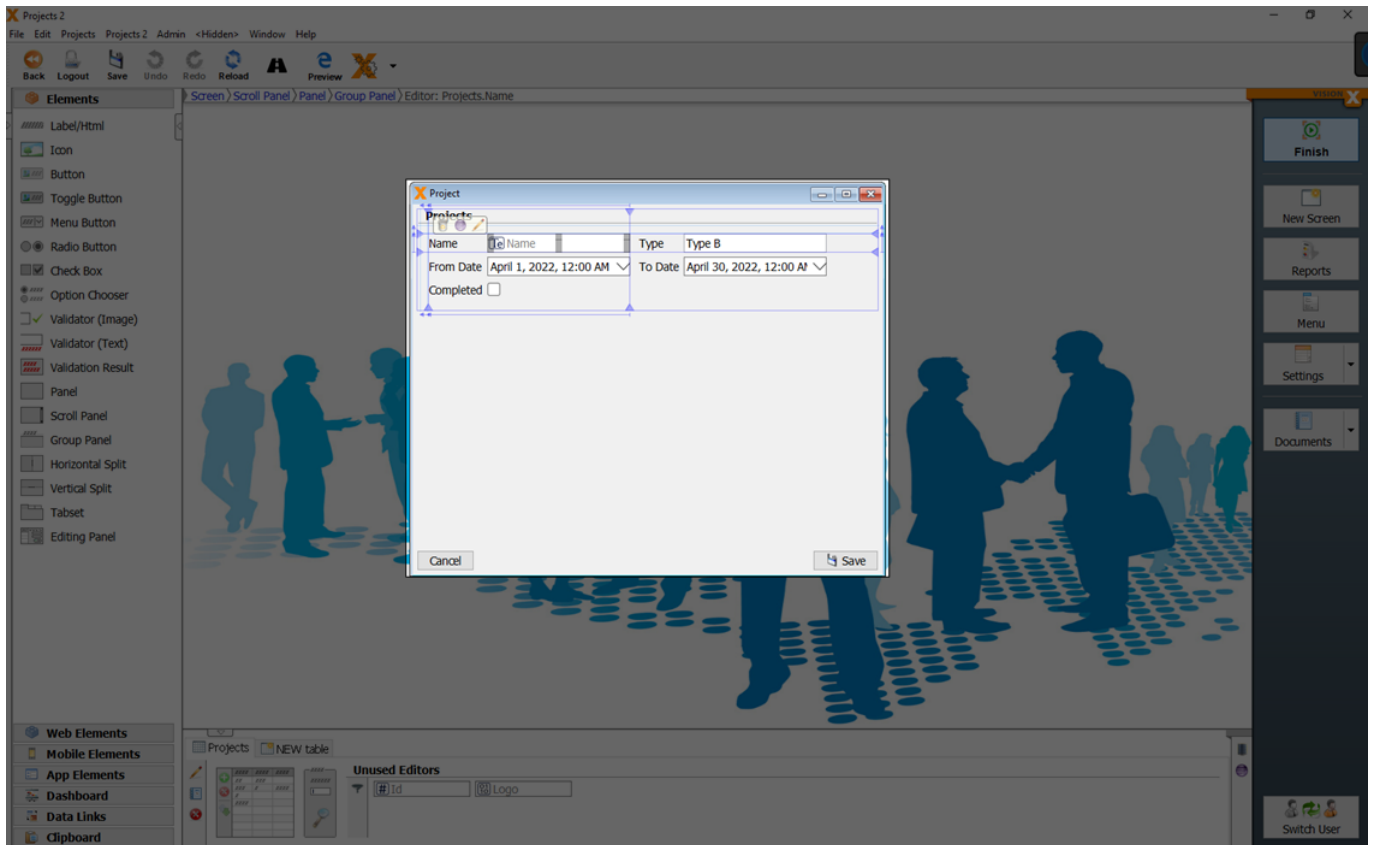 Projects 2
File Edit Projects Projects 2 Admin <Hidden> Window Help
Back Logout Save Undo Redo Reload Preview
Elements
Screen Scroll Panel Panel Group Panel Editor: Projects.Name
VISION X
Label/Html
Icon
Button
Toggle Button
Menu Button
Radio Button
Check Box
Option Chooser
Validator (Image)
Validator (Text)
Validation Result
Panel
Scroll Panel
Group Panel
Horizontal Split
Vertical Split
Tabset
Editing Panel
Web Elements
Mobile Elements
App Elements
Dashboard
Data Links
Clipboard
Project
Projects
Name Name Type Type B
From Date April 1, 2022, 12:00 AM To Date April 30, 2022, 12:00 AM
Completed
Cancel Save
Projects NEW table
Unused Editors
# Id Logo
Finish
New Screen
Reports
Menu
Settings
Documents
Switch User